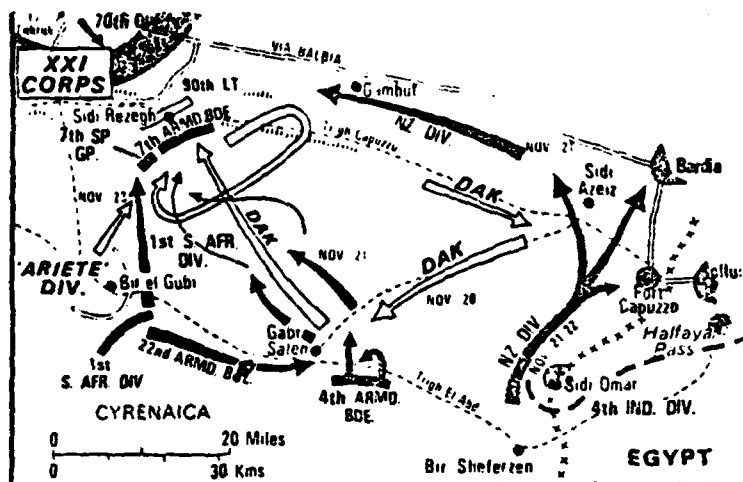 70th
XXI
CORPS
VIA BALBIA
90th LT
Gambut
Sidi Rezegh
7th ARMD. BDE.
7th SP
GP.
Trigh Capuzzo
NZ DIV.
NOV 21
Sidi
Azeiz
Bardia
NOV 22
DAK
1st S. AFR.
DIV.
DAK
NOV 21
DAK
NOV 20
'ARIETE'
DIV.
Bir el Gubi
Fort
Capuzzo
Sollum
Halfaya
Pass
Gabr
Saleh
NZ DIV
NOV 21 22
1st
S. AFR. DIV
22nd ARMD. BDE.
4th ARMD.
BDE.
Trigh El Abd
Sidi Omar
4th IND. DIV.
CYRENAICA
0 20 Miles
0 30 Kms
Bir Sheferzen
EGYPT